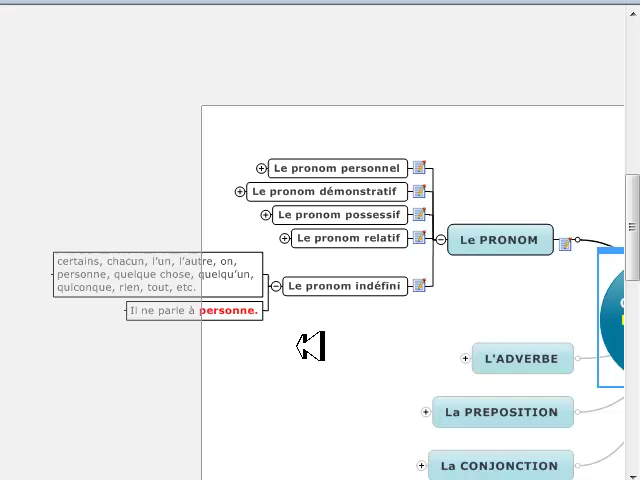 Le pronom personnel
Le pronom démonstratif
Le pronom possessif
Le pronom relatif
Le PRONOM
certains, chacun, l’un, l’autre, on,
personne, quelque chose, quelqu’un,
quiconque, rien, tout, etc.
Le pronom indéfini
Il ne parle à personne.
L'ADVERBE
La PREPOSITION
La CONJONCTION